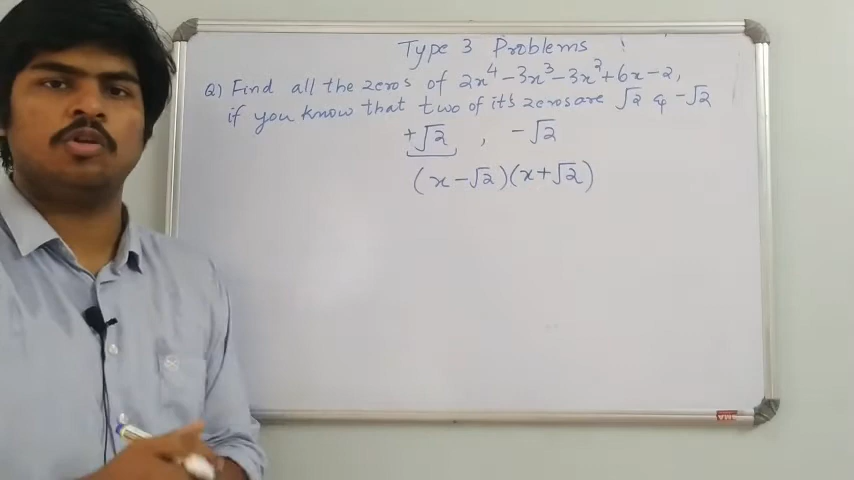 Type 3 Problems
Q) Find all the zeros of 2x⁴ - 3x³ - 3x² + 6x - 2,
if you know that two of it's zeros are √2 & -√2
+√2 , -√2
(x - √2)(x + √2)